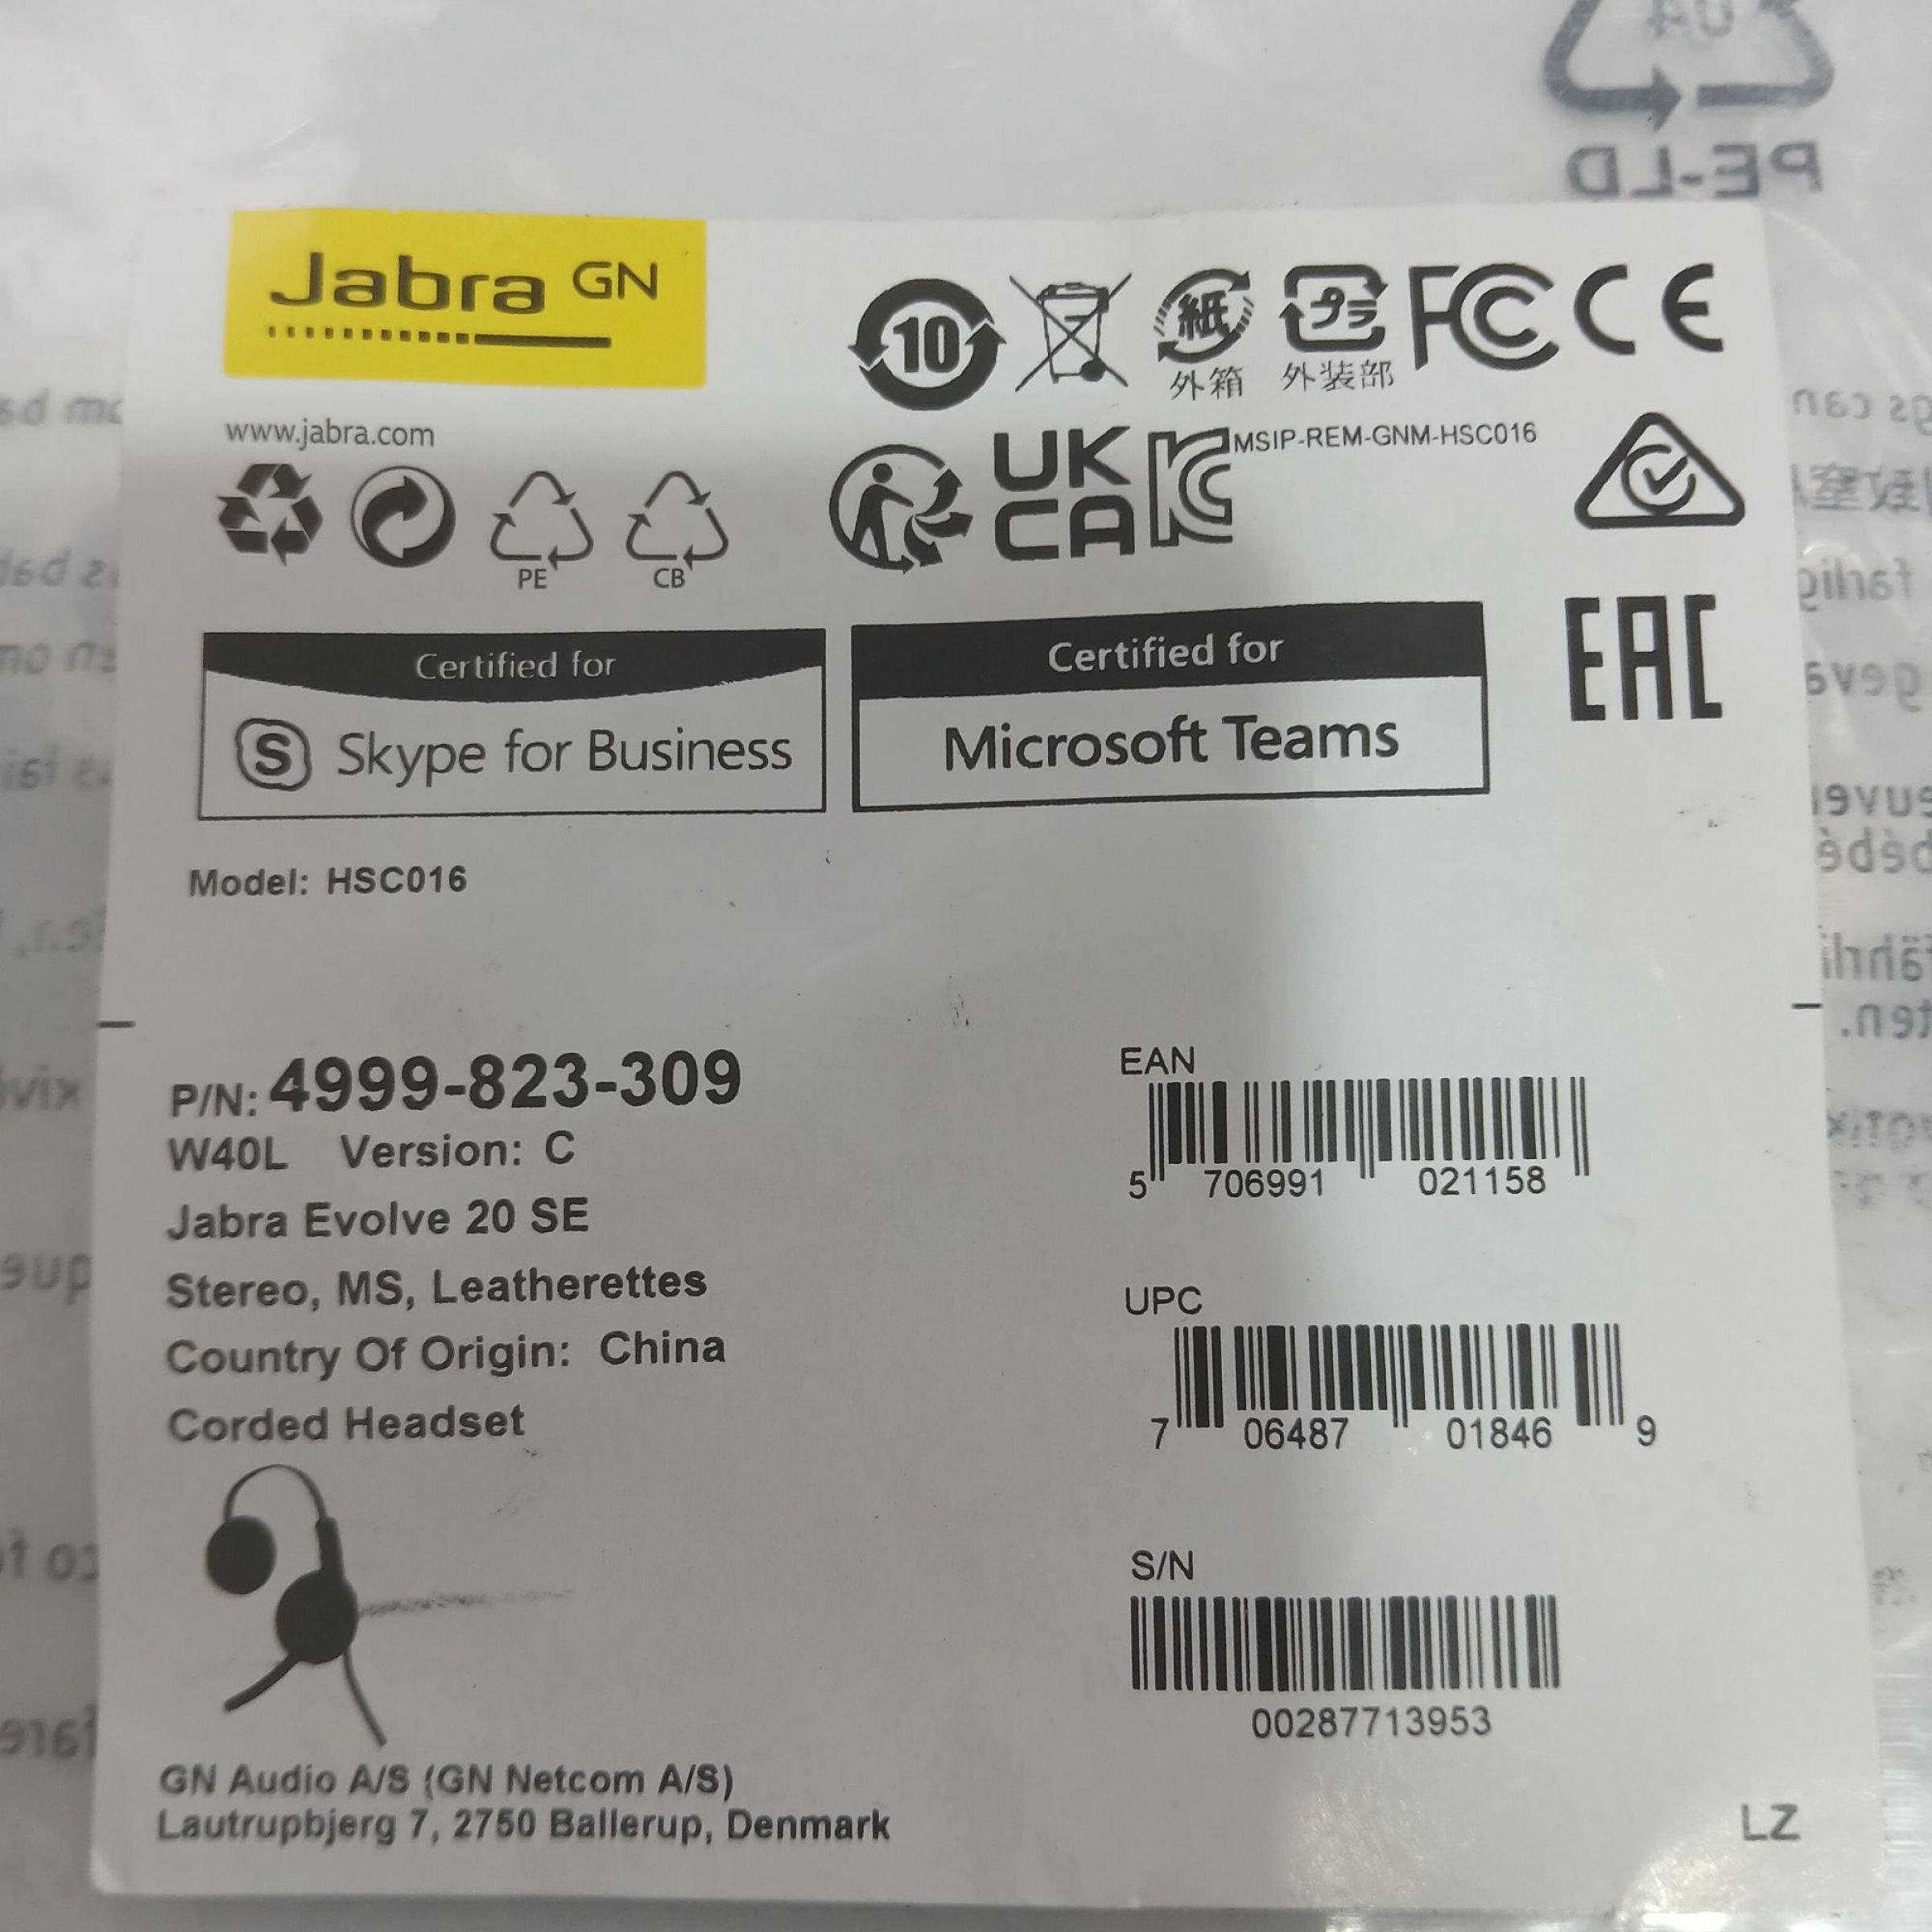 04
PE-LD
Jabra GN
www.jabra.com
10
紙
外箱
プラ
外装部
FC CE
PE
CB
UK
CA
MSIP-REM-GNM-HSC016
EAC
Certified for
S Skype for Business
Certified for
Microsoft Teams
Model: HSC016
P/N: 4999-823-309
W40L Version: C
Jabra Evolve 20 SE
Stereo, MS, Leatherettes
Country Of Origin: China
Corded Headset
EAN
5 706991 021158
UPC
7 06487 01846 9
S/N
00287713953
GN Audio A/S (GN Netcom A/S)
Lautrupbjerg 7, 2750 Ballerup, Denmark
LZ